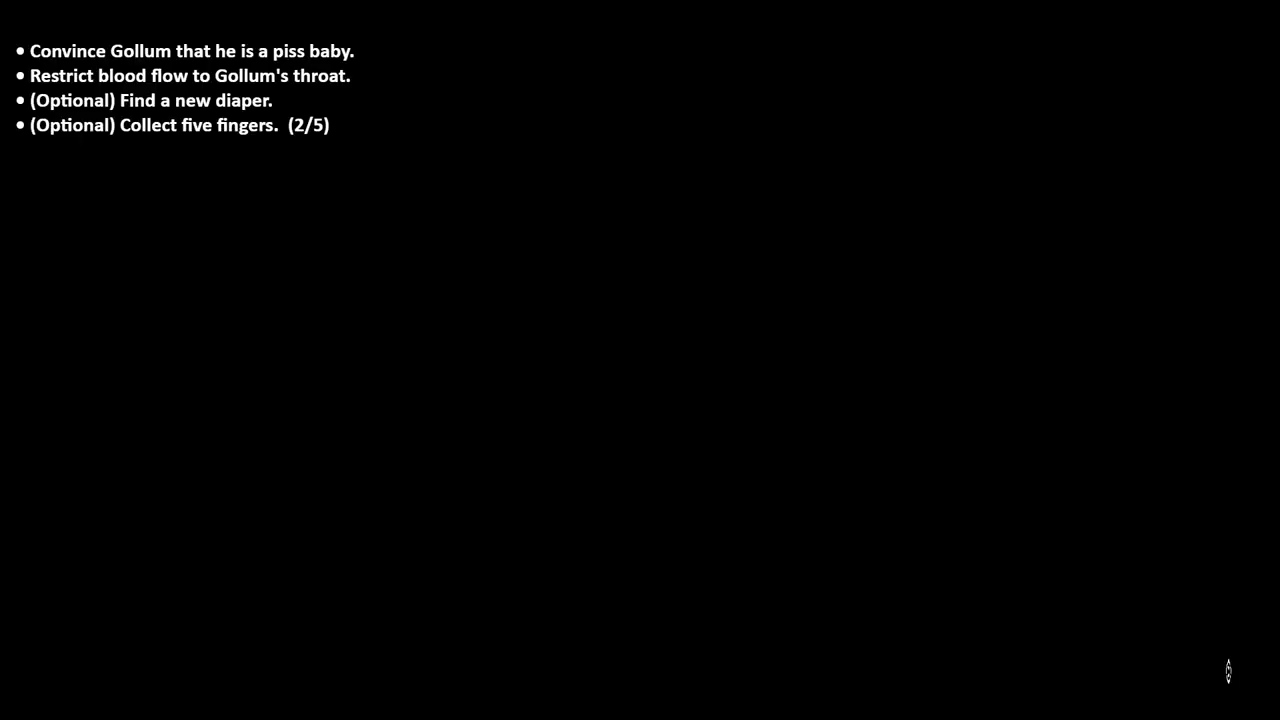 • Convince Gollum that he is a piss baby.
• Restrict blood flow to Gollum's throat.
• (Optional) Find a new diaper.
• (Optional) Collect five fingers.  (2/5)